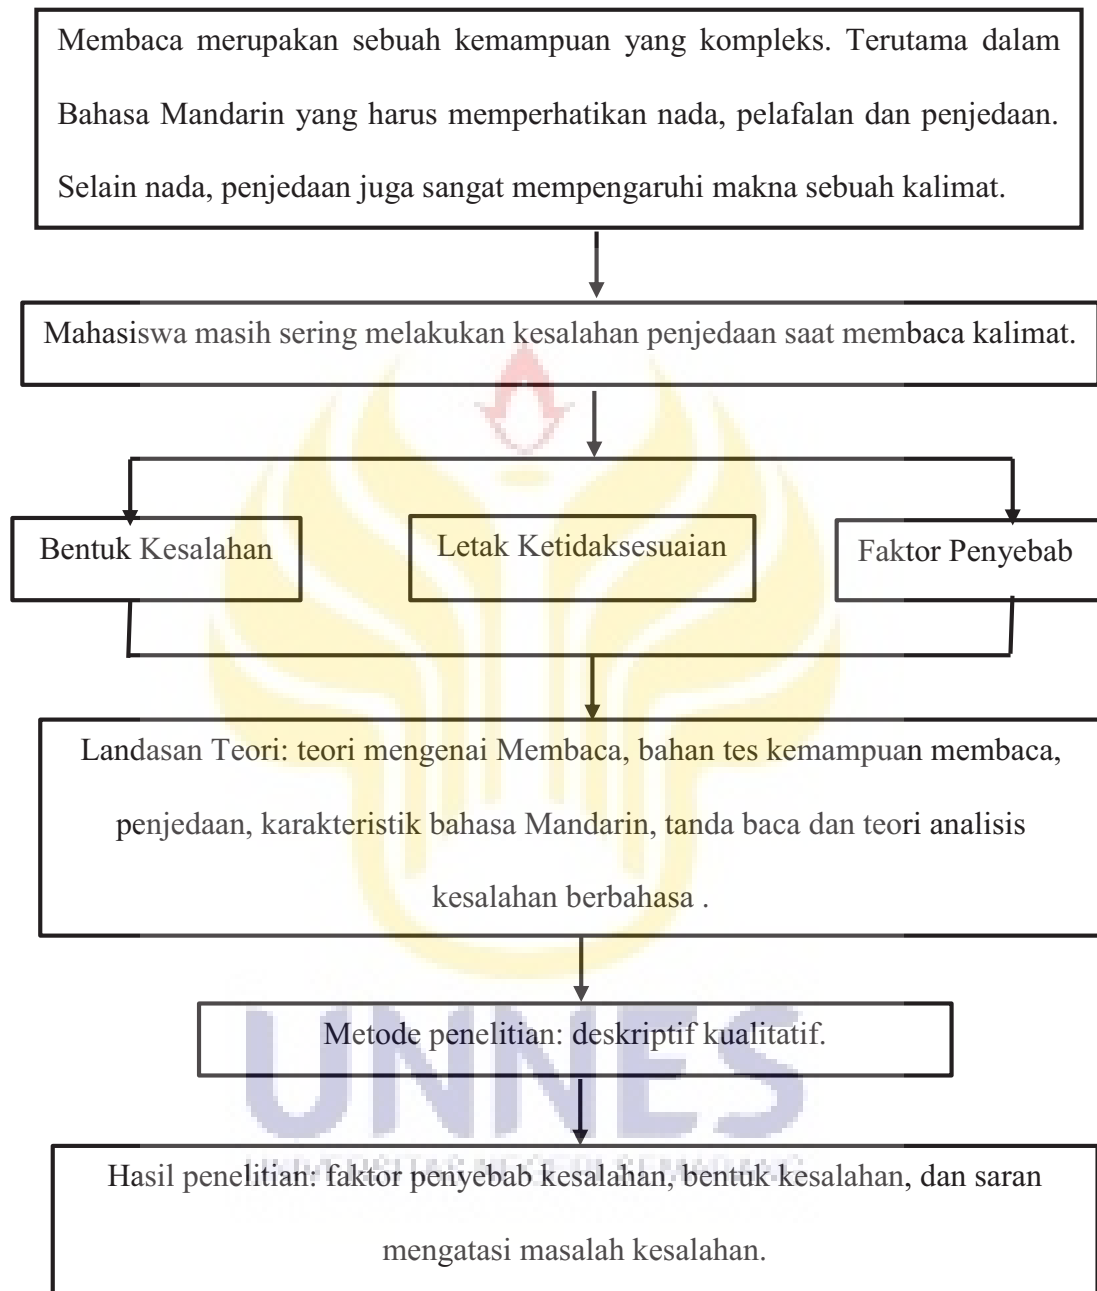 Membaca merupakan sebuah kemampuan yang kompleks. Terutama dalam
Bahasa Mandarin yang harus memperhatikan nada, pelafalan dan penjedaan.
Selain nada, penjedaan juga sangat mempengaruhi makna sebuah kalimat.
Mahasiswa masih sering melakukan kesalahan penjedaan saat membaca kalimat.
Bentuk Kesalahan
Letak Ketidaksesuaian
Faktor Penyebab
Landasan Teori: teori mengenai Membaca, bahan tes kemampuan membaca,
penjedaan, karakteristik bahasa Mandarin, tanda baca dan teori analisis
kesalahan berbahasa .
Metode penelitian: deskriptif kualitatif.
UNNES
Hasil penelitian: faktor penyebab kesalahan, bentuk kesalahan, dan saran
mengatasi masalah kesalahan.